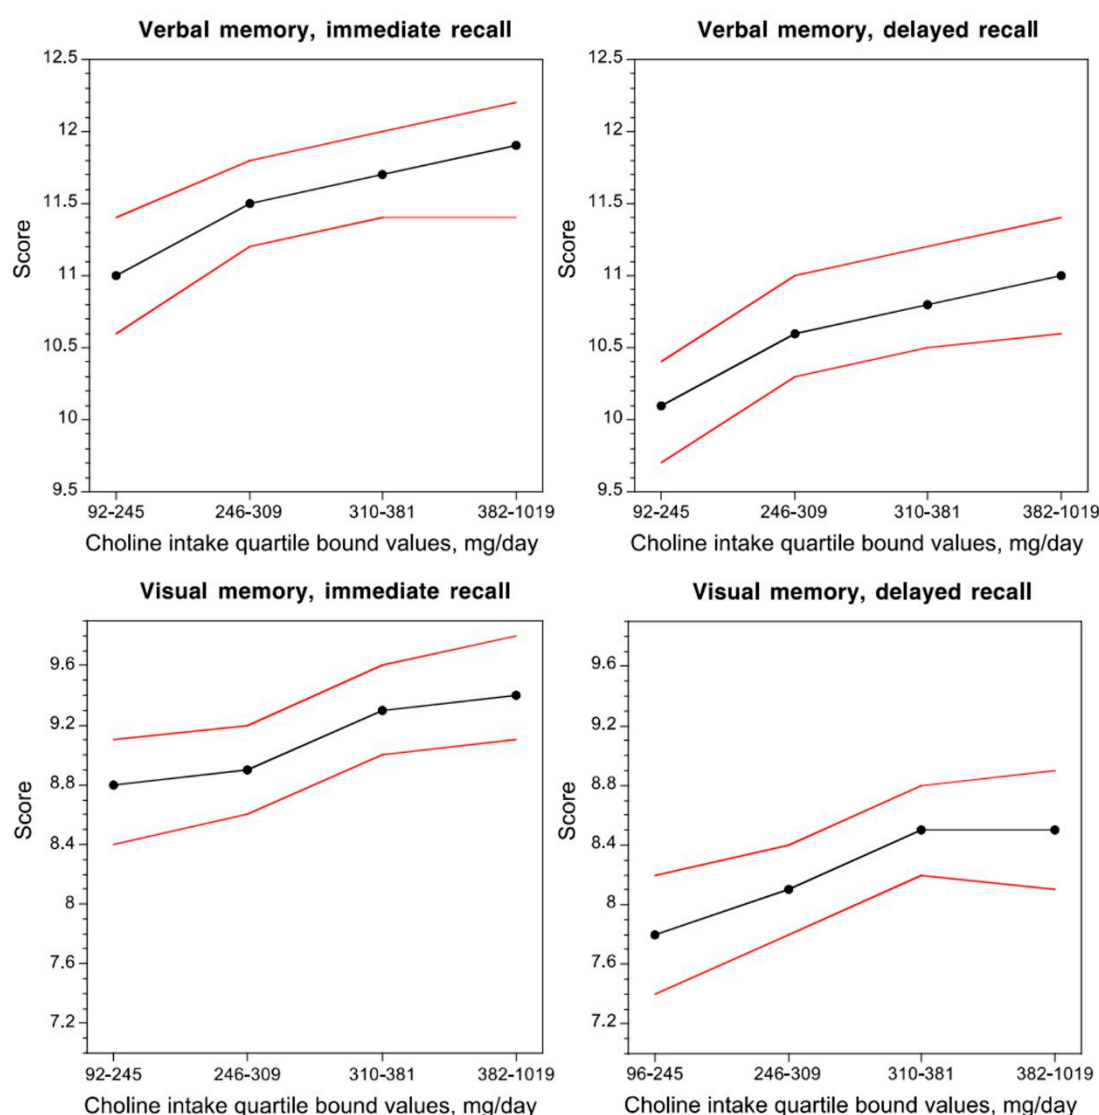 Verbal memory, immediate recall
12.5
12
11.5
11
10.5
10
9.5
Score
92-245 246-309 310-381 382-1019
Choline intake quartile bound values, mg/day
Verbal memory, delayed recall
12.5
12
11.5
11
10.5
10
9.5
Score
92-245 246-309 310-381 382-1019
Choline intake quartile bound values, mg/day
Visual memory, immediate recall
9.6
9.2
8.8
8.4
8
7.6
7.2
Score
92-245 246-309 310-381 382-1019
Choline intake quartile bound values, mg/day
Visual memory, delayed recall
9.6
9.2
8.8
8.4
8
7.6
7.2
Score
96-245 246-309 310-381 382-1019
Choline intake quartile bound values, mg/day